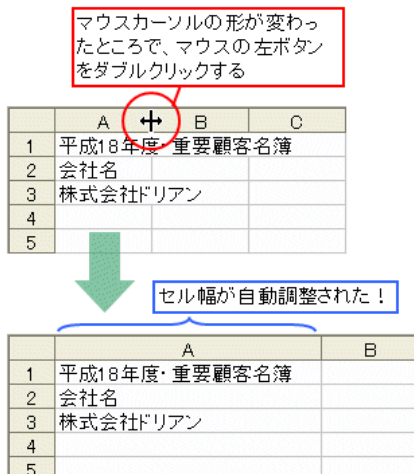 マウスカーソルの形が変わっ
たところで、マウスの左ボタン
をダブルクリックする
A B C
1 平成18年度・重要顧客名簿
2 会社名
3 株式会社ドリアン
4
5
セル幅が自動調整された!
A B
1 平成18年度・重要顧客名簿
2 会社名
3 株式会社ドリアン
4
5